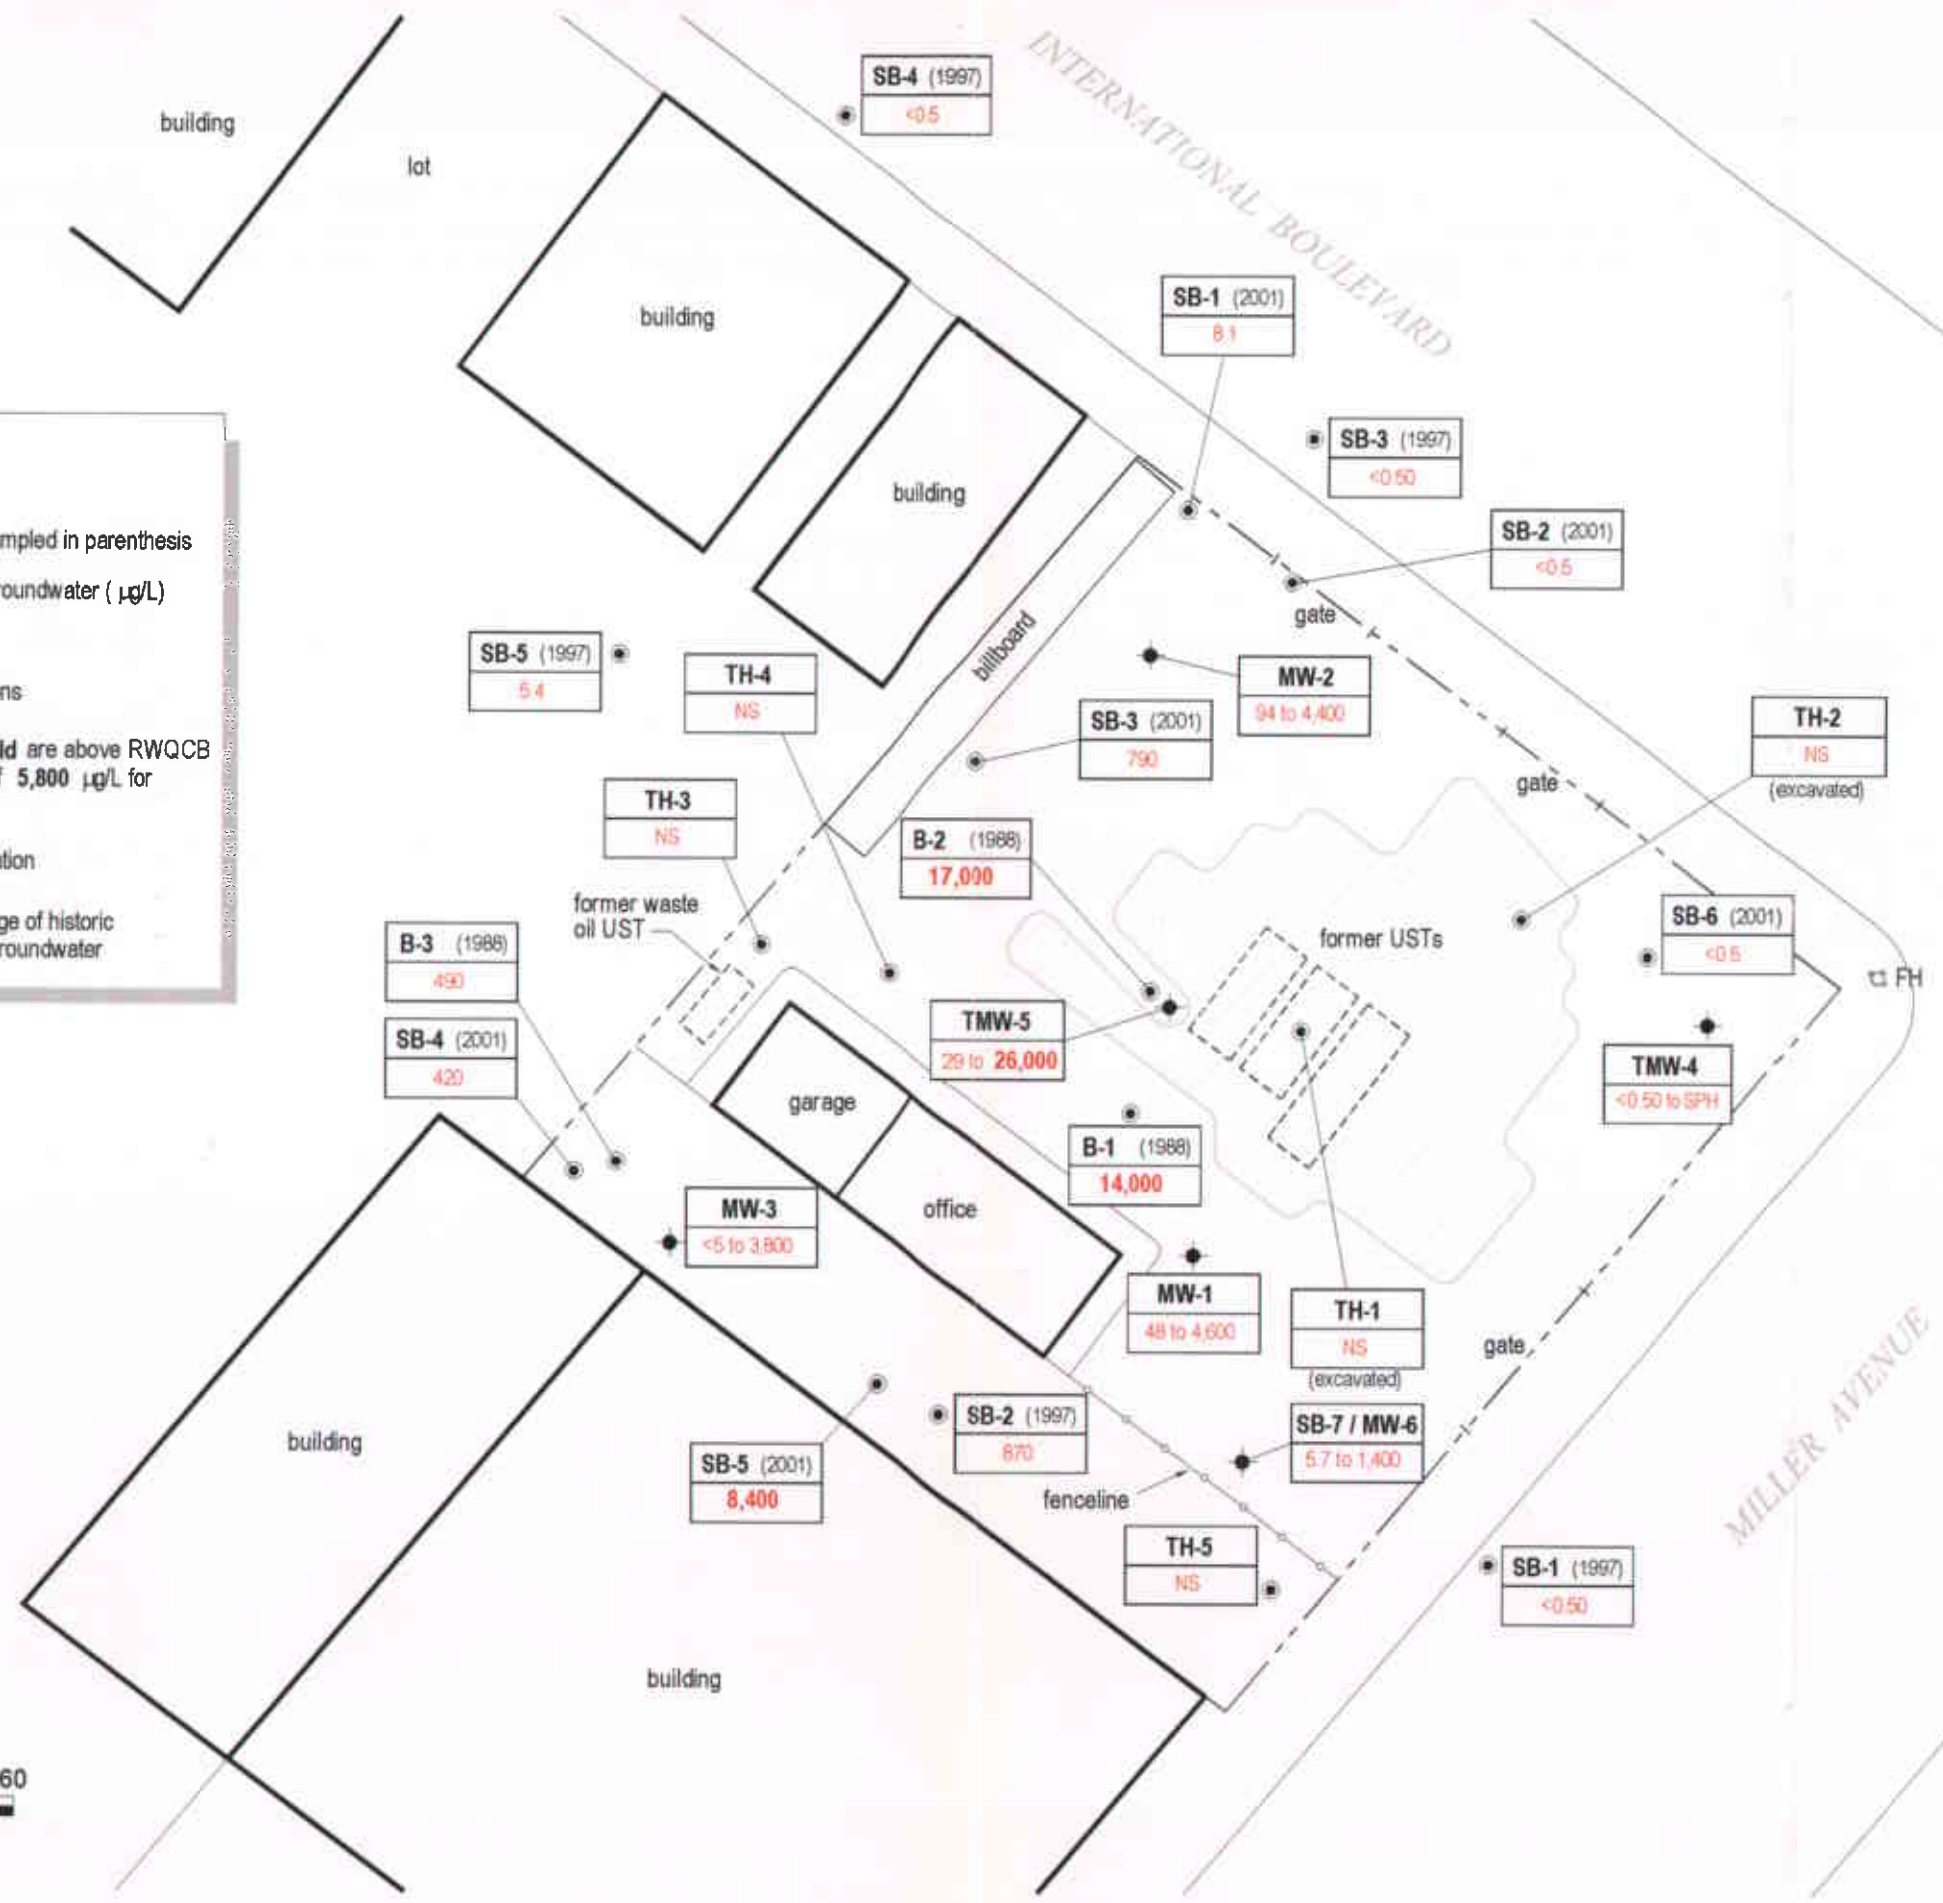 building
lot
SB-4 (1997)
<0.5
INTERNATIONAL BOULEVARD
building
SB-1 (2001)
8.1
SB-3 (1997)
<0.50
building
SB-2 (2001)
<0.5
gate
mpled in parenthesis
roundwater ( µg/L)
ns
ld are above RWQCB
f 5,800 µg/L for
tion
ge of historic
roundwater
billboard
SB-5 (1997)
5.4
TH-4
NS
MW-2
94 to 4,400
SB-3 (2001)
790
TH-2
NS
(excavated)
gate
TH-3
NS
B-2 (1988)
17,000
former waste
oil UST
former USTs
SB-6 (2001)
<0.5
FH
B-3 (1988)
490
TMW-5
29 to 26,000
SB-4 (2001)
420
TMW-4
<0.50 to SPH
garage
B-1 (1988)
14,000
office
MW-3
<5 to 3,800
MW-1
48 to 4,600
TH-1
NS
(excavated)
gate
MILLER AVENUE
building
SB-2 (1997)
870
SB-7 / MW-6
5.7 to 1,400
SB-5 (2001)
8,400
fenceline
TH-5
NS
SB-1 (1997)
<0.50
building
60